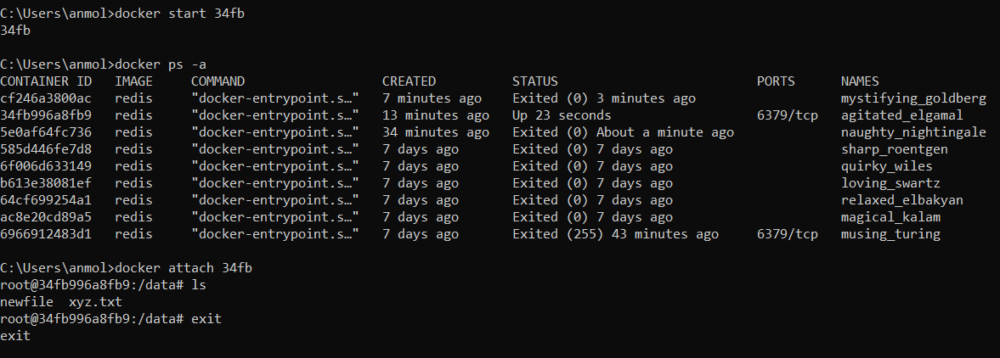 C:\Users\anmol>docker start 34fb
34fb
C:\Users\anmol>docker ps -a
CONTAINER ID   IMAGE     COMMAND                  CREATED          STATUS                          PORTS      NAMES
cf246a3800ac   redis     "docker-entrypoint.s…"   7 minutes ago    Exited (0) 3 minutes ago                   mystifying_goldberg
34fb996a8fb9   redis     "docker-entrypoint.s…"   13 minutes ago   Up 23 seconds                   6379/tcp   agitated_elgamal
5e0af64fc736   redis     "docker-entrypoint.s…"   34 minutes ago   Exited (0) About a minute ago              naughty_nightingale
585d446fe7d8   redis     "docker-entrypoint.s…"   7 days ago       Exited (0) 7 days ago                      sharp_roentgen
6f006d633149   redis     "docker-entrypoint.s…"   7 days ago       Exited (0) 7 days ago                      quirky_wiles
b613e38081ef   redis     "docker-entrypoint.s…"   7 days ago       Exited (0) 7 days ago                      loving_swartz
64cf699254a1   redis     "docker-entrypoint.s…"   7 days ago       Exited (0) 7 days ago                      relaxed_elbakyan
ac8e20cd89a5   redis     "docker-entrypoint.s…"   7 days ago       Exited (0) 7 days ago                      magical_kalam
6966912483d1   redis     "docker-entrypoint.s…"   7 days ago       Exited (255) 43 minutes ago     6379/tcp   musing_turing
C:\Users\anmol>docker attach 34fb
root@34fb996a8fb9:/data# ls
newfile  xyz.txt
root@34fb996a8fb9:/data# exit
exit